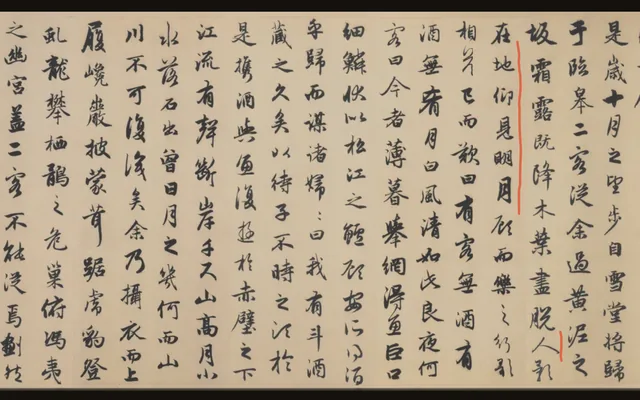 是歲十月之望步自雪堂將歸
于臨皋二客從余過黃泥之
坂霜露既降木葉盡脫人影
在地仰見明月顧而樂之行歌
相答已而歎曰有客無酒有
酒無肴月白風清如此良夜何
客曰今者薄暮舉網得魚巨口
細鱗狀似松江之鱸顧安所得酒
乎歸而謀諸婦〻曰我有斗酒
藏之久矣以待子不時之須於
是攜酒與魚復遊於赤壁之下
江流有聲斷岸千尺山高月小
水落石出曾日月之幾何而山
川不可復識矣余乃攝衣而上
履巉巖披蒙茸踞虎豹登
虬龍攀栖鶻之危巢俯馮夷
之幽宮蓋二客不能從焉劃然